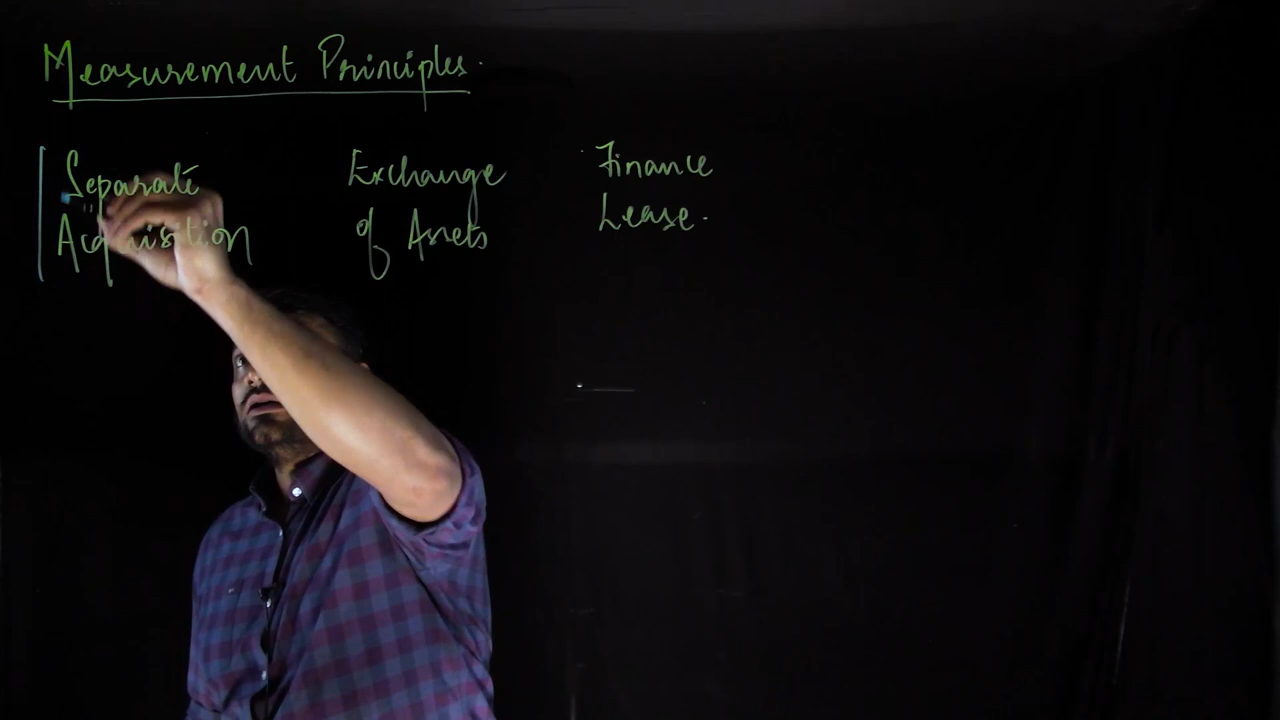 Measurement Principles.
Separate
Acquisition
Exchange
of Assets
Finance
Lease.